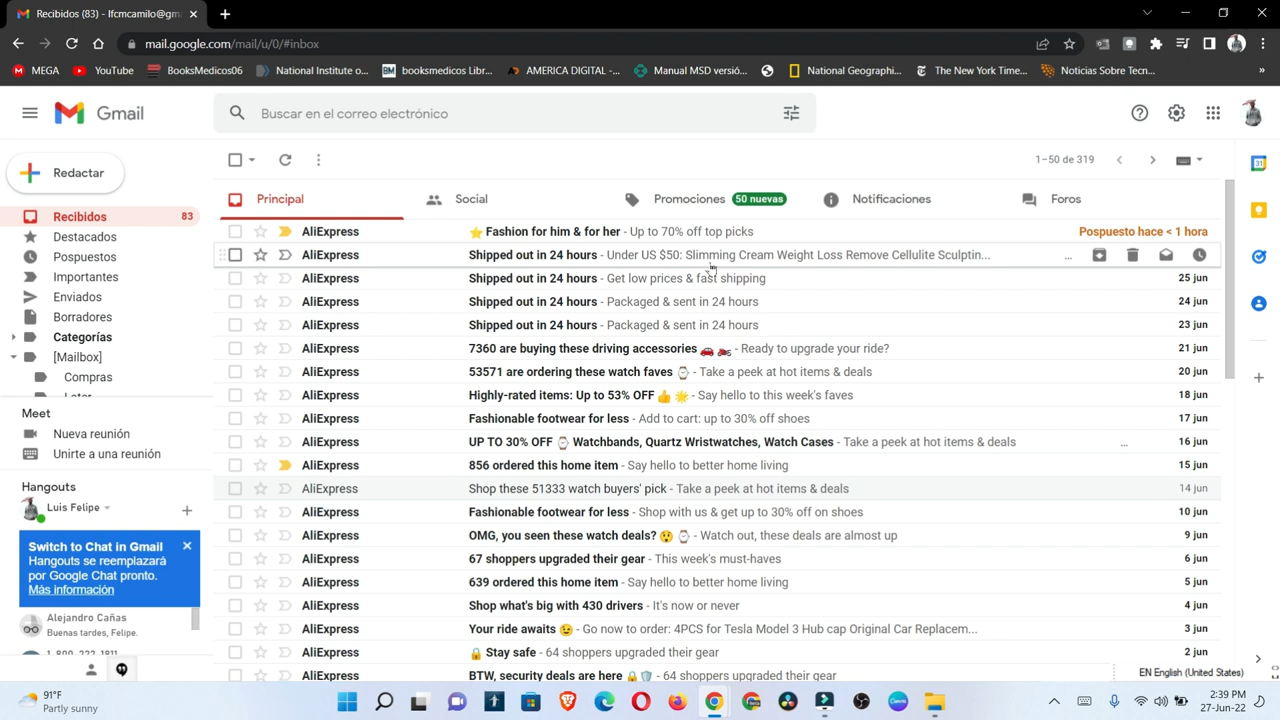 Recibidos (83) - lfcmcamilo@gm
mail.google.com/mail/u/0/#inbox
MEGA
YouTube
BooksMedicos06
National Institute o...
booksmedicos Libr...
AMERICA DIGITAL -...
Manual MSD versió...
National Geographi...
The New York Time...
Noticias Sobre Tecn...
Gmail
Buscar en el correo electrónico
1–50 de 319
Redactar
Principal
Social
Promociones 50 nuevas
Notificaciones
Foros
Recibidos 83
Destacados
Pospuestos
Importantes
Enviados
Borradores
Categorías
[Mailbox]
Compras
Meet
Nueva reunión
Unirte a una reunión
Hangouts
Luis Felipe
Switch to Chat in Gmail
Hangouts se reemplazará
por Google Chat pronto.
Más información
Alejandro Cañas
Buenas tardes, Felipe.
AliExpress ⭐ Fashion for him & for her - Up to 70% off top picks Pospuesto hace < 1 hora
AliExpress Shipped out in 24 hours - Under US $50: Slimming Cream Weight Loss Remove Cellulite Sculptin... ...
AliExpress Shipped out in 24 hours - Get low prices & fast shipping 25 jun
AliExpress Shipped out in 24 hours - Packaged & sent in 24 hours 24 jun
AliExpress Shipped out in 24 hours - Packaged & sent in 24 hours 23 jun
AliExpress 7360 are buying these driving accessories 🚗 🏍 - Ready to upgrade your ride? 21 jun
AliExpress 53571 are ordering these watch faves ⌚ - Take a peek at hot items & deals 20 jun
AliExpress Highly-rated items: Up to 53% OFF 👍 🌟 - Say hello to this week's faves 18 jun
AliExpress Fashionable footwear for less - Add to cart: up to 30% off shoes 17 jun
AliExpress UP TO 30% OFF ⌚ Watchbands, Quartz Wristwatches, Watch Cases - Take a peek at hot items & deals ... 16 jun
AliExpress 856 ordered this home item - Say hello to better home living 15 jun
AliExpress Shop these 51333 watch buyers' pick - Take a peek at hot items & deals 14 jun
AliExpress Fashionable footwear for less - Shop with us & get up to 30% off on shoes 10 jun
AliExpress OMG, you seen these watch deals? 😲 ⌚ - Watch out, these deals are almost up 9 jun
AliExpress 67 shoppers upgraded their gear - This week's must-haves 6 jun
AliExpress 639 ordered this home item - Say hello to better home living 5 jun
AliExpress Shop what's big with 430 drivers - It's now or never 4 jun
AliExpress Your ride awaits 😉 - Go now to order: 4PCS for Tesla Model 3 Hub cap Original Car Replacem... 3 jun
AliExpress 🔒 Stay safe - 64 shoppers upgraded their gear 2 jun
AliExpress BTW, security deals are here 🔒🛡 - 64 shoppers upgraded their gear
EN English (United States)
91°F
Partly sunny
2:39 PM
27-Jun-22